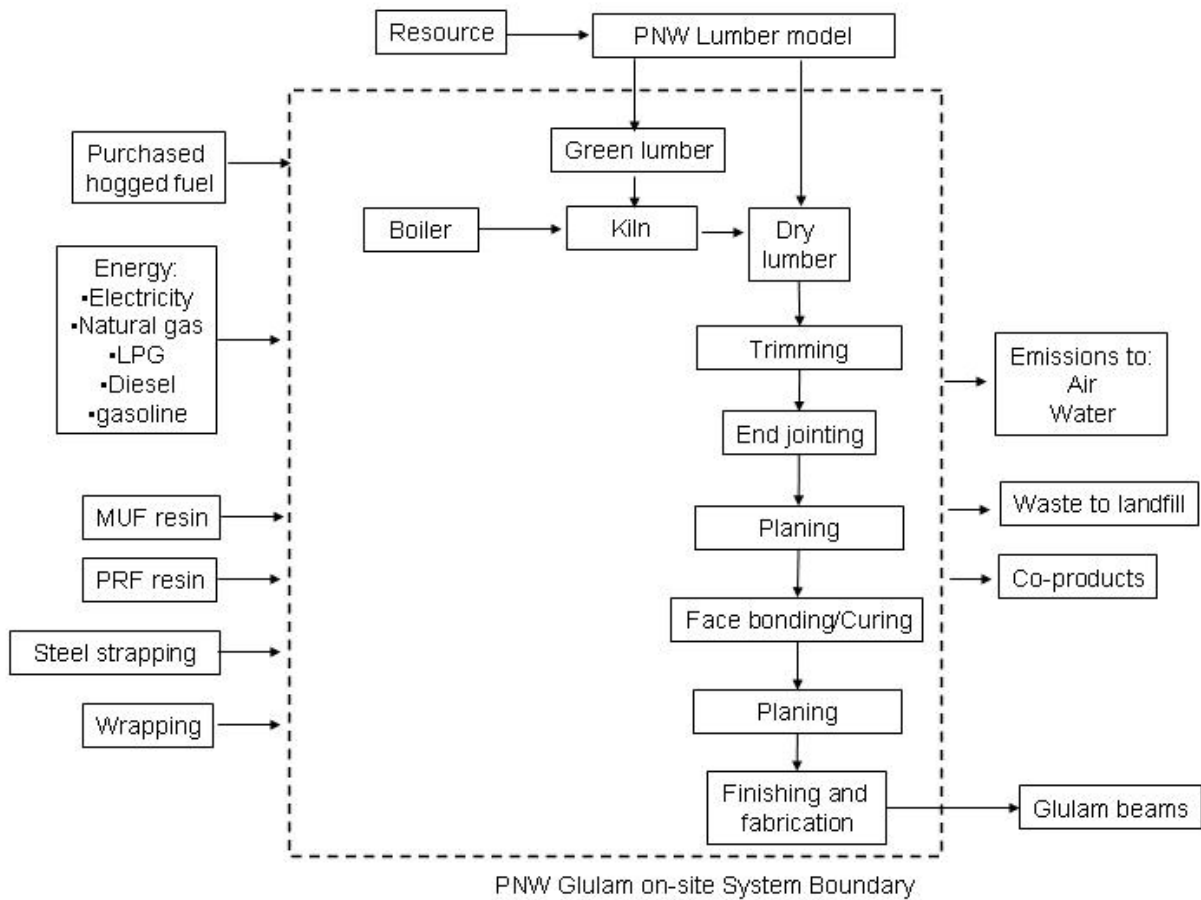 Resource
PNW Lumber model
Purchased
hogged fuel
Green lumber
Boiler
Kiln
Dry
lumber
Energy:
▪Electricity
▪Natural gas
▪LPG
▪Diesel
▪gasoline
Trimming
Emissions to:
Air
Water
End jointing
MUF resin
Planing
Waste to landfill
PRF resin
Co-products
Face bonding/Curing
Steel strapping
Wrapping
Planing
Finishing and
fabrication
Glulam beams
PNW Glulam on-site System Boundary